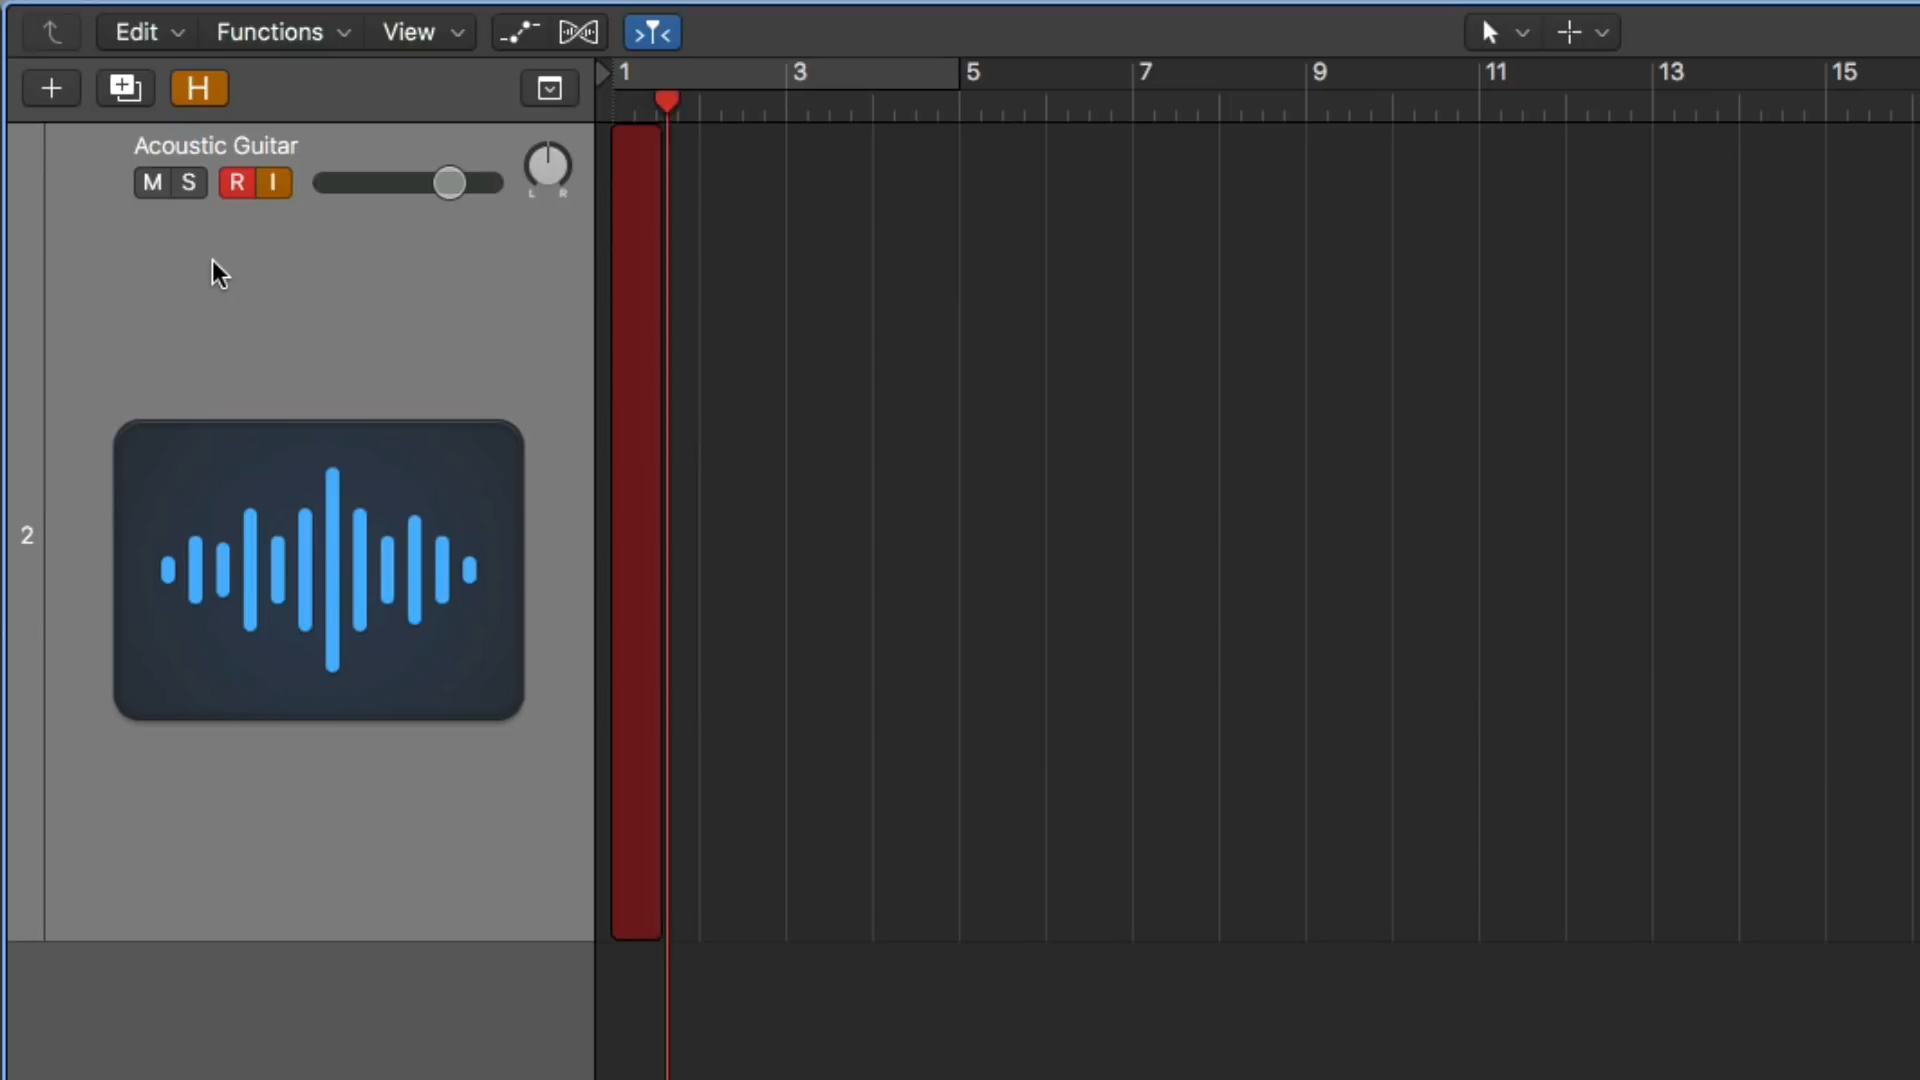 Edit Functions View
H
1 3 5 7 9 11 13 15
Acoustic Guitar
M S R I
L R
2